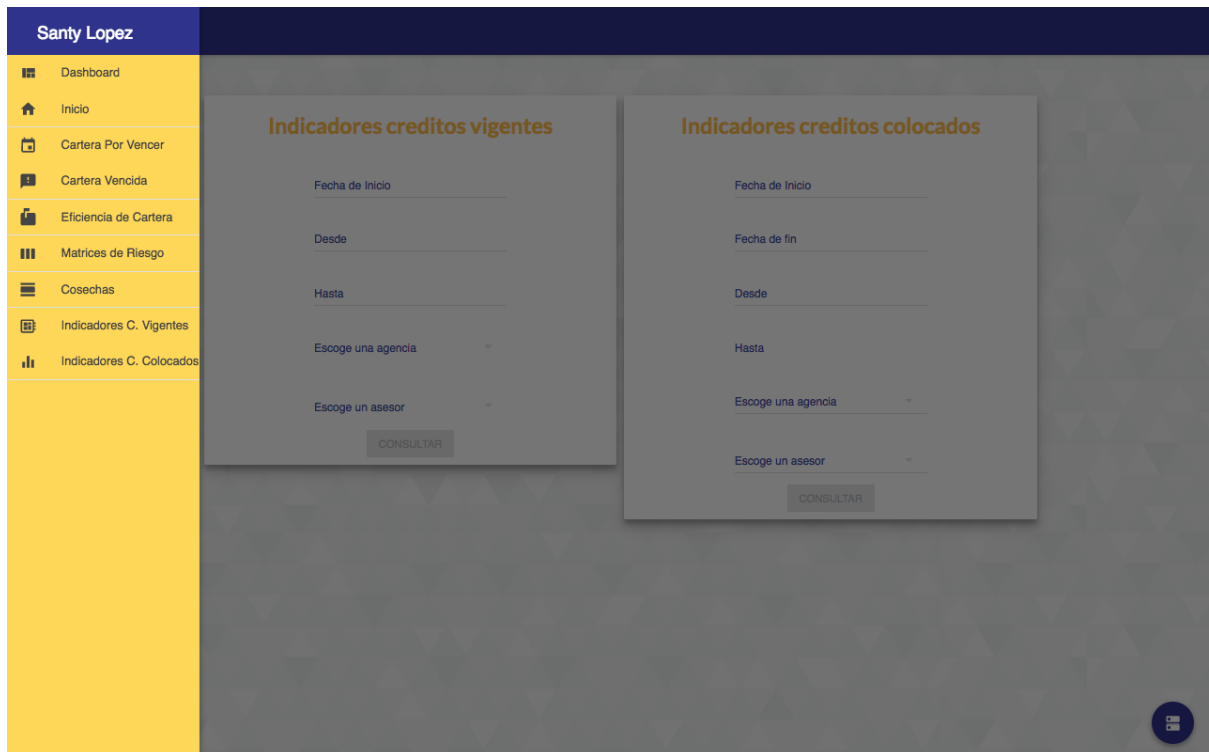 Santy Lopez
Dashboard
Inicio
Cartera Por Vencer
Cartera Vencida
Eficiencia de Cartera
Matrices de Riesgo
Cosechas
Indicadores C. Vigentes
Indicadores C. Colocados
Indicadores creditos vigentes
Fecha de Inicio
Desde
Hasta
Escoge una agencia
Escoge un asesor
CONSULTAR
Indicadores creditos colocados
Fecha de Inicio
Fecha de fin
Desde
Hasta
Escoge una agencia
Escoge un asesor
CONSULTAR